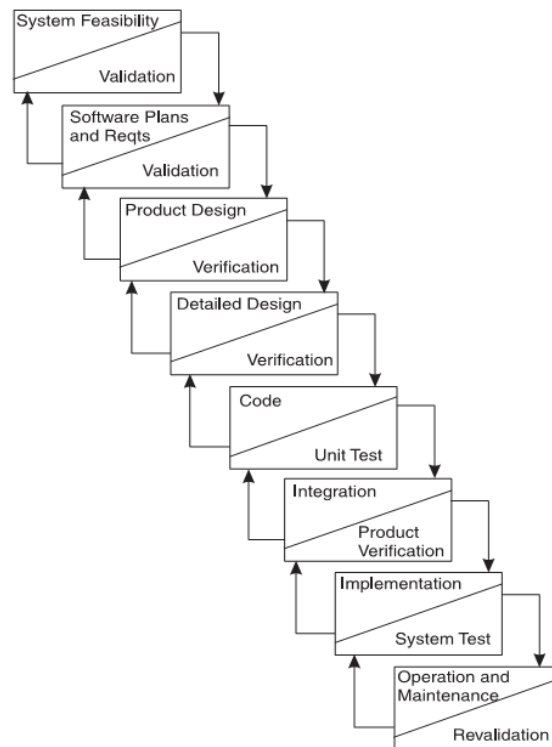 System Feasibility
Validation
Software Plans
and Reqts
Validation
Product Design
Verification
Detailed Design
Verification
Code
Unit Test
Integration
Product
Verification
Implementation
System Test
Operation and
Maintenance
Revalidation